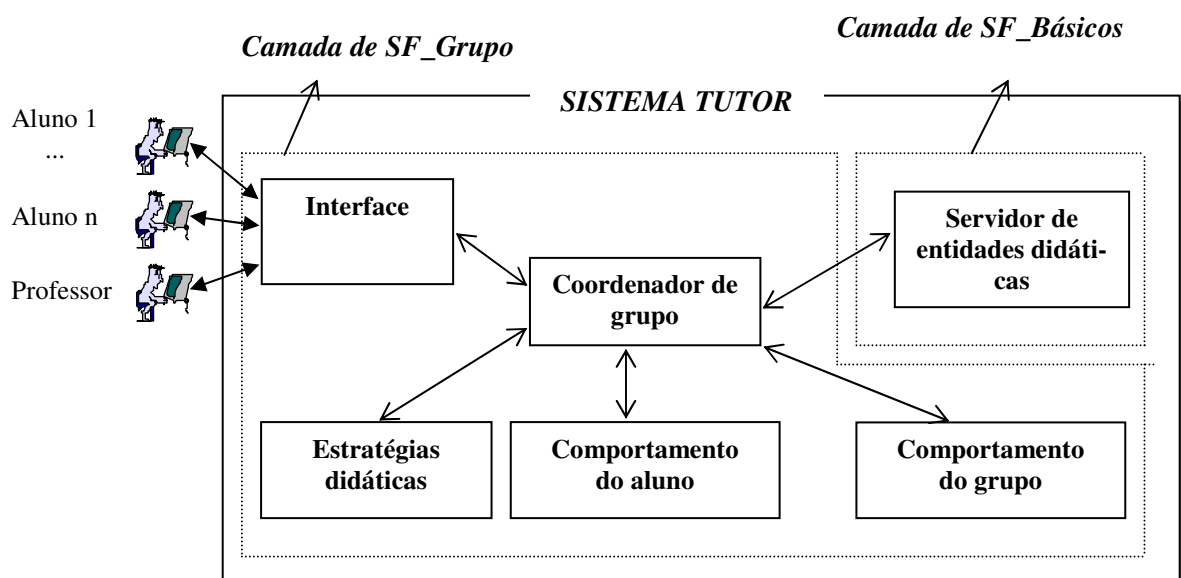 Camada de SF_Grupo
Camada de SF_Básicos
SISTEMA TUTOR
Aluno 1
...
Aluno n
Professor
Interface
Servidor de
entidades didáti-
cas
Coordenador de
grupo
Estratégias
didáticas
Comportamento
do aluno
Comportamento
do grupo